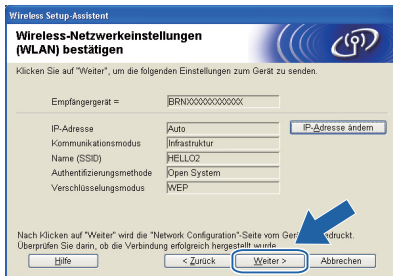 Wireless Setup-Assistent
Wireless-Netzwerkeinstellungen
(WLAN) bestätigen
Klicken Sie auf "Weiter", um die folgenden Einstellungen zum Gerät zu senden.
Empfängergerät = BRNXXXXXXXXXXXX
IP-Adresse Auto IP-Adresse ändern
Kommunikationsmodus Infrastruktur
Name (SSID) HELLO2
Authentifizierungsmethode Open System
Verschlüsselungsmodus WEP
Nach Klicken auf "Weiter" wird die "Network Configuration"-Seite vom druckt.
Überprüfen Sie darin, ob die Verbindung erfolgreich hergestellt wurde.
Hilfe < Zurück Weiter > Abbrechen